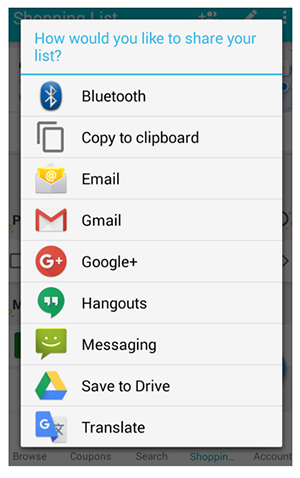 Shopping List
How would you like to share your
list?
Bluetooth
Copy to clipboard
Email
Gmail
G+ Google+
Hangouts
Messaging
Save to Drive
Translate
Browse Coupons Search Shoppin... Account